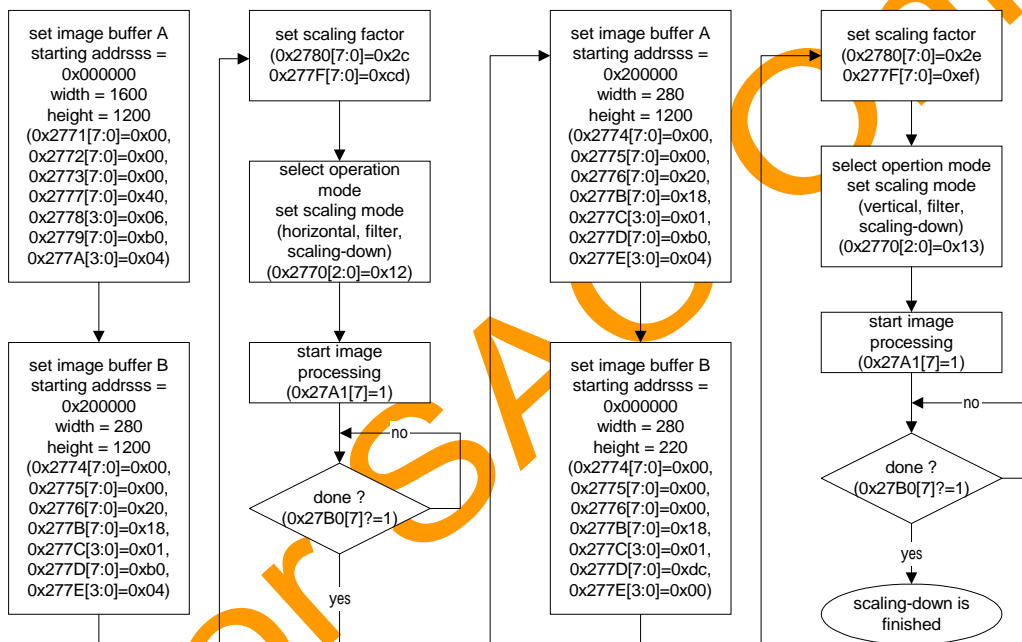 set image buffer A
starting addrsss =
0x000000
width = 1600
height = 1200
(0x2771[7:0]=0x00,
0x2772[7:0]=0x00,
0x2773[7:0]=0x00,
0x2777[7:0]=0x40,
0x2778[3:0]=0x06,
0x2779[7:0]=0xb0,
0x277A[3:0]=0x04)
set image buffer B
starting addrsss =
0x200000
width = 280
height = 1200
(0x2774[7:0]=0x00,
0x2775[7:0]=0x00,
0x2776[7:0]=0x20,
0x277B[7:0]=0x18,
0x277C[3:0]=0x01,
0x277D[7:0]=0xb0,
0x277E[3:0]=0x04)
set scaling factor
(0x2780[7:0]=0x2c
0x277F[7:0]=0xcd)
select operation
mode
set scaling mode
(horizontal, filter,
scaling-down)
(0x2770[2:0]=0x12)
start image
processing
(0x27A1[7]=1)
no
done ?
(0x27B0[7]?=1)
yes
set image buffer A
starting addrsss =
0x200000
width = 280
height = 1200
(0x2774[7:0]=0x00,
0x2775[7:0]=0x00,
0x2776[7:0]=0x20,
0x277B[7:0]=0x18,
0x277C[3:0]=0x01,
0x277D[7:0]=0xb0,
0x277E[3:0]=0x04)
set image buffer B
starting addrsss =
0x000000
width = 280
height = 220
(0x2774[7:0]=0x00,
0x2775[7:0]=0x00,
0x2776[7:0]=0x00,
0x277B[7:0]=0x18,
0x277C[3:0]=0x01,
0x277D[7:0]=0xdc,
0x277E[3:0]=0x00)
set scaling factor
(0x2780[7:0]=0x2e
0x277F[7:0]=0xef)
select opertion mode
set scaling mode
(vertical, filter,
scaling-down)
(0x2770[2:0]=0x13)
start image
processing
(0x27A1[7]=1)
no
done ?
(0x27B0[7]?=1)
yes
scaling-down is
finished